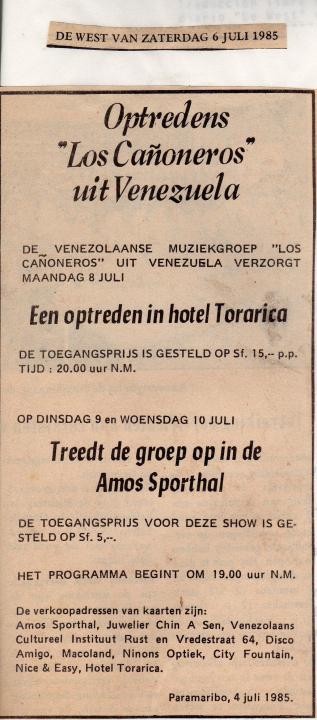 DE WEST VAN ZATERDAG 6 JULI 1985
Optredens
"Los Cañoneros"
uit Venezuela
DE VENEZOLAANSE MUZIEKGROEP "LOS
CAÑONEROS" UIT VENEZUELA VERZORGT
MAANDAG 8 JULI
Een optreden in hotel Torarica
DE TOEGANGSPRIJS IS GESTELD OP Sf. 15,-- p.p.
TIJD : 20.00 uur N.M.
OP DINSDAG 9 en WOENSDAG 10 JULI
Treedt de groep op in de
Amos Sporthal
DE TOEGANGSPRIJS VOOR DEZE SHOW IS GE-
STELD OP Sf. 5,--.
HET PROGRAMMA BEGINT OM 19.00 uur N.M.
De verkoopadressen van kaarten zijn:
Amos Sporthal, Juwelier Chin A Sen, Venezolaans
Cultureel Instituut Rust en Vredestraat 64, Disco
Amigo, Macoland, Ninons Optiek, City Fountain,
Nice & Easy, Hotel Torarica.
Paramaribo, 4 juli 1985.